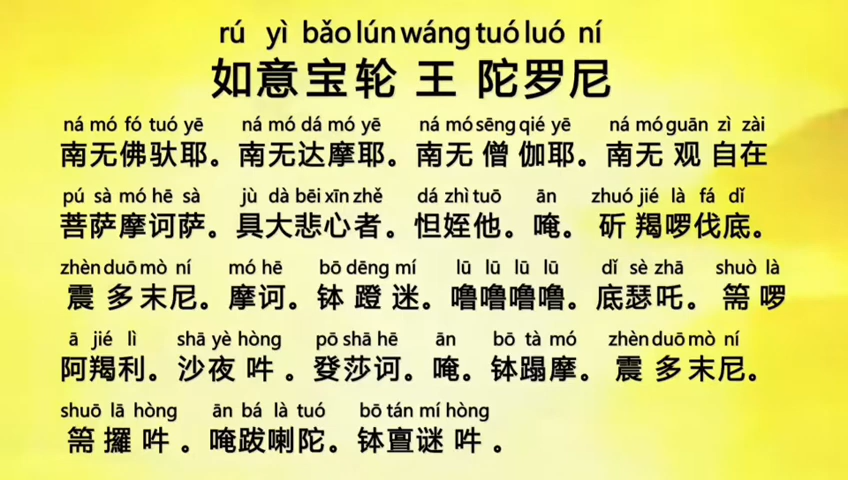 rú yì bǎo lún wáng tuó luó ní
如意宝轮王陀罗尼
ná mó fó tuó yē ná mó dá mó yē ná mó sēng qié yē ná mó guān zì zài
南无佛驮耶。南无达摩耶。南无僧伽耶。南无观自在
pú sà mó hē sà jù dà bēi xīn zhě dá zhì tuō ān zhuó jié là fá dǐ
菩萨摩诃萨。具大悲心者。怛姪他。唵。斫羯啰伐底。
zhèn duō mò ní mó hē bō dēng mí lū lū lū lū dǐ sè zhā shuò là
震多末尼。摩诃。钵蹬迷。噜噜噜噜。底瑟吒。篅啰
ā jié lì shā yè hòng pō shā hē ān bō tà mó zhèn duō mò ní
阿羯利。沙夜吽。癹莎诃。唵。钵蹋摩。震多末尼。
shuō lā hòng ān bá là tuó bō tán mí hòng
篅攞吽。唵跋喇陀。钵亶谜吽。